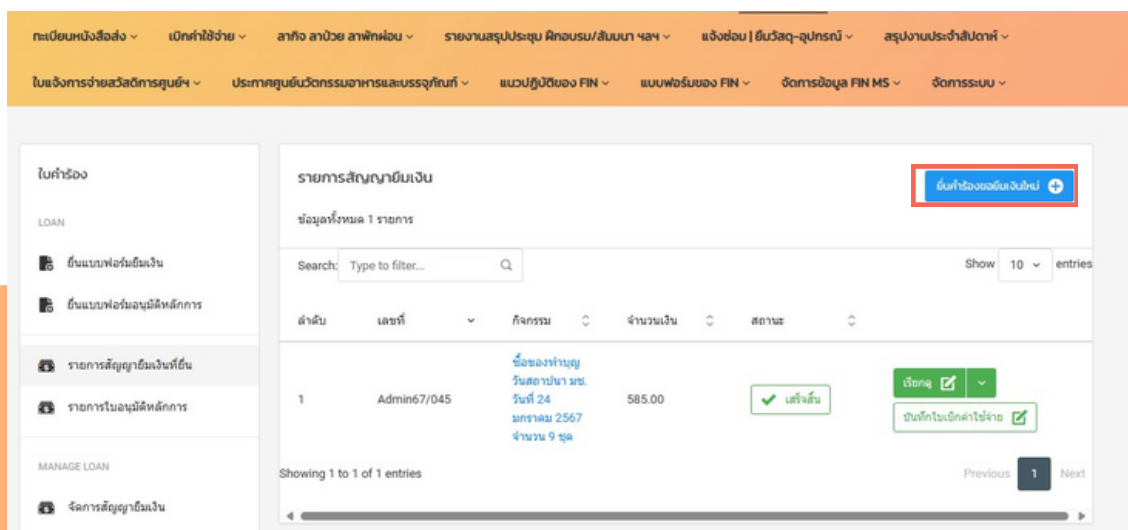 ทะเบียนหนังสือส่ง เบิกค่าใช้จ่าย ลากิจ ลาป่วย ลาพักผ่อน รายงานสรุปประชุม ฝึกอบรม/สัมนา ฯลฯ แจ้งซ่อม | ยืมวัสดุ-อุปกรณ์ สรุปงานประจำสัปดาห์
ใบแจ้งการจ่ายสวัสดิการศูนย์ฯ ประกาศศูนย์นวัตกรรมอาหารและบรรจุภัณฑ์ แนวปฏิบัติของ FIN แบบฟอร์มของ FIN จัดการข้อมูล FIN MS จัดการระบบ
ใบคำร้อง
LOAN
ยื่นแบบฟอร์มยืมเงิน
ยื่นแบบฟอร์มอนุมัติหลักการ
รายการสัญญายืมเงินที่ยื่น
รายการใบอนุมัติหลักการ
MANAGE LOAN
จัดการสัญญายืมเงิน
รายการสัญญายืมเงิน
ยื่นคำร้องขอยืมเงินใหม่
ข้อมูลทั้งหมด 1 รายการ
Search: Type to filter... Show 10 entries
ลำดับ เลขที่ กิจกรรม จำนวนเงิน สถานะ
1 Admin67/045
ซื้อของทำบุญ
วันสถาปนา มช.
วันที่ 24
มกราคม 2567
จำนวน 9 ชุด
585.00
เสร็จสิ้น
เรียกดู
บันทึกใบเบิกค่าใช้จ่าย
Showing 1 to 1 of 1 entries Previous 1 Next